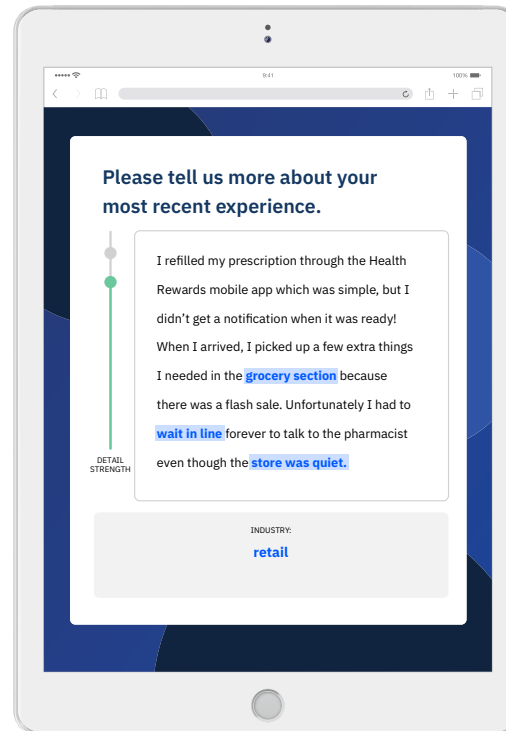 9:41
100%
Please tell us more about your
most recent experience.
I refilled my prescription through the Health
Rewards mobile app which was simple, but I
didn’t get a notification when it was ready!
When I arrived, I picked up a few extra things
I needed in the grocery section because
there was a flash sale. Unfortunately I had to
wait in line forever to talk to the pharmacist
even though the store was quiet.
DETAIL
STRENGTH
INDUSTRY:
retail